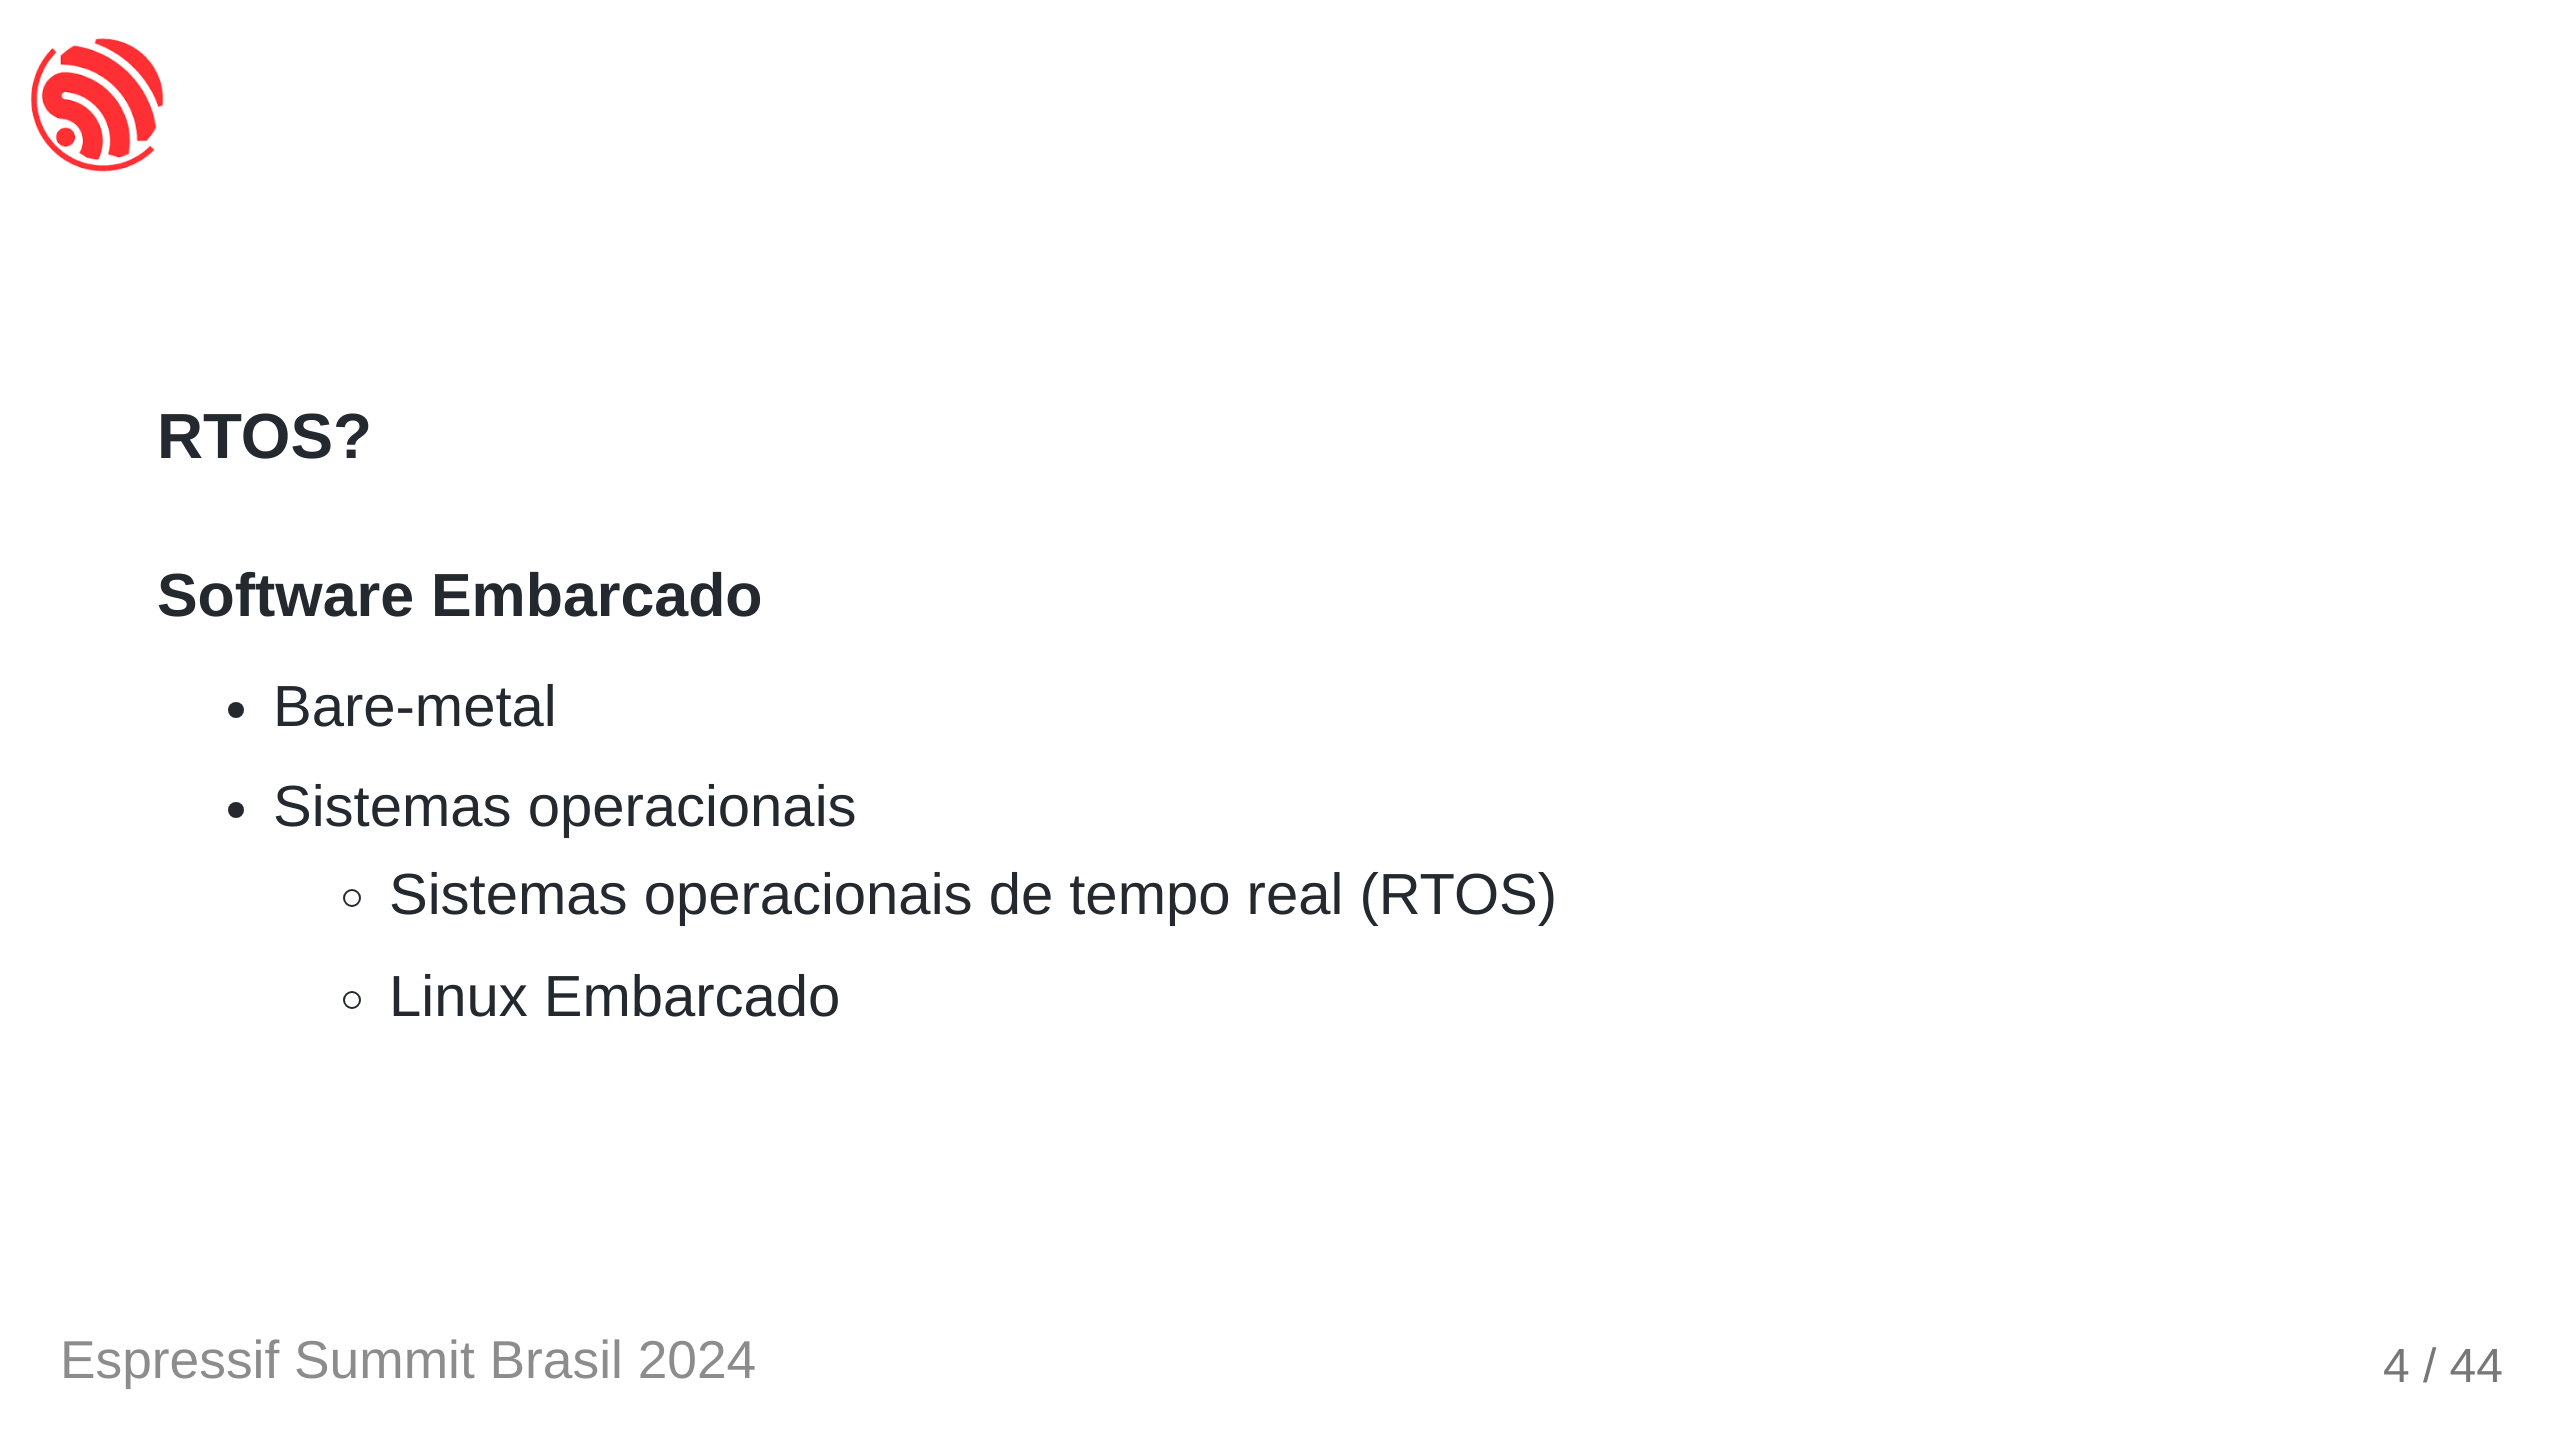 RTOS?
Software Embarcado
Bare-metal
Sistemas operacionais
Sistemas operacionais de tempo real (RTOS)
Linux Embarcado
Espressif Summit Brasil 2024
4 / 44